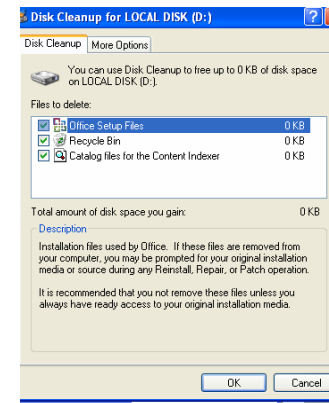 Disk Cleanup for LOCAL DISK (D:)
Disk Cleanup More Options
You can use Disk Cleanup to free up to 0 KB of disk space
on LOCAL DISK (D:).
Files to delete:
Office Setup Files 0 KB
Recycle Bin 0 KB
Catalog files for the Content Indexer 0 KB
Total amount of disk space you gain: 0 KB
Description
Installation files used by Office. If these files are removed from
your computer, you may be prompted for your original installation
media or source during any Reinstall, Repair, or Patch operation.
It is recommended that you not remove these files unless you
always have ready access to your original installation media.
OK Cancel